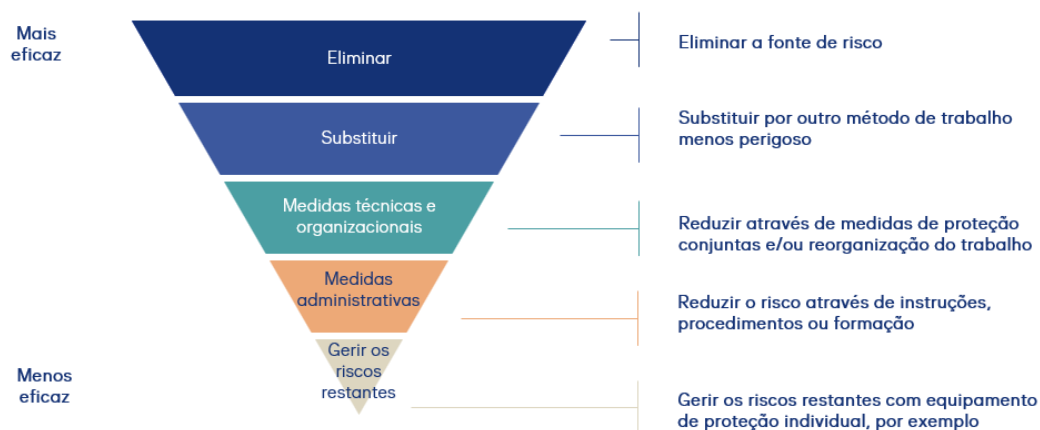 Mais
eficaz
Eliminar
Eliminar a fonte de risco
Substituir
Substituir por outro método de trabalho
menos perigoso
Medidas técnicas e
organizacionais
Reduzir através de medidas de proteção
conjuntas e/ou reorganização do trabalho
Medidas
administrativas
Reduzir o risco através de instruções,
procedimentos ou formação
Gerir os
riscos
restantes
Menos
eficaz
Gerir os riscos restantes com equipamento
de proteção individual, por exemplo